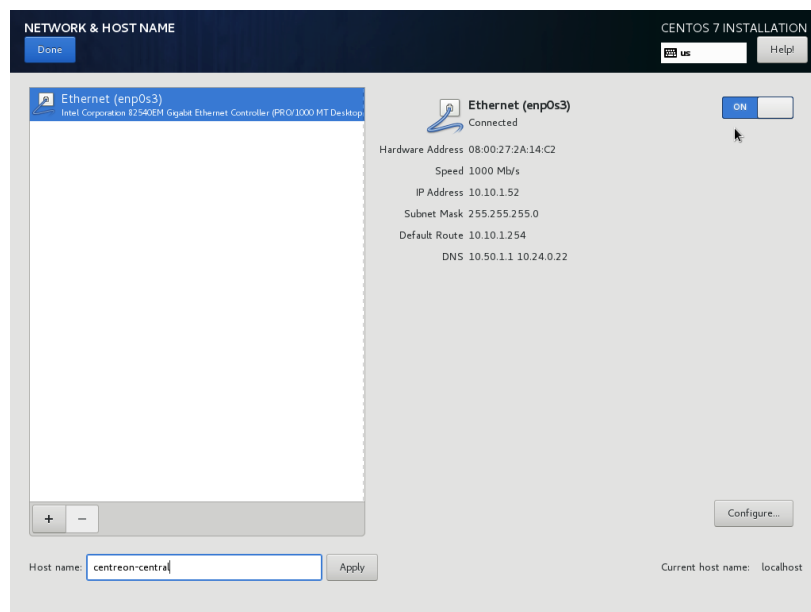 NETWORK & HOST NAME
CENTOS 7 INSTALLATION
Done
us
Help!
Ethernet (enp0s3)
Intel Corporation 82540EM Gigabit Ethernet Controller (PRO/1000 MT Desktop
Ethernet (enp0s3)
Connected
ON
Hardware Address 08:00:27:2A:14:C2
Speed 1000 Mb/s
IP Address 10.10.1.52
Subnet Mask 255.255.255.0
Default Route 10.10.1.254
DNS 10.50.1.1 10.24.0.22
+ −
Configure...
Host name: centreon-central Apply Current host name: localhost